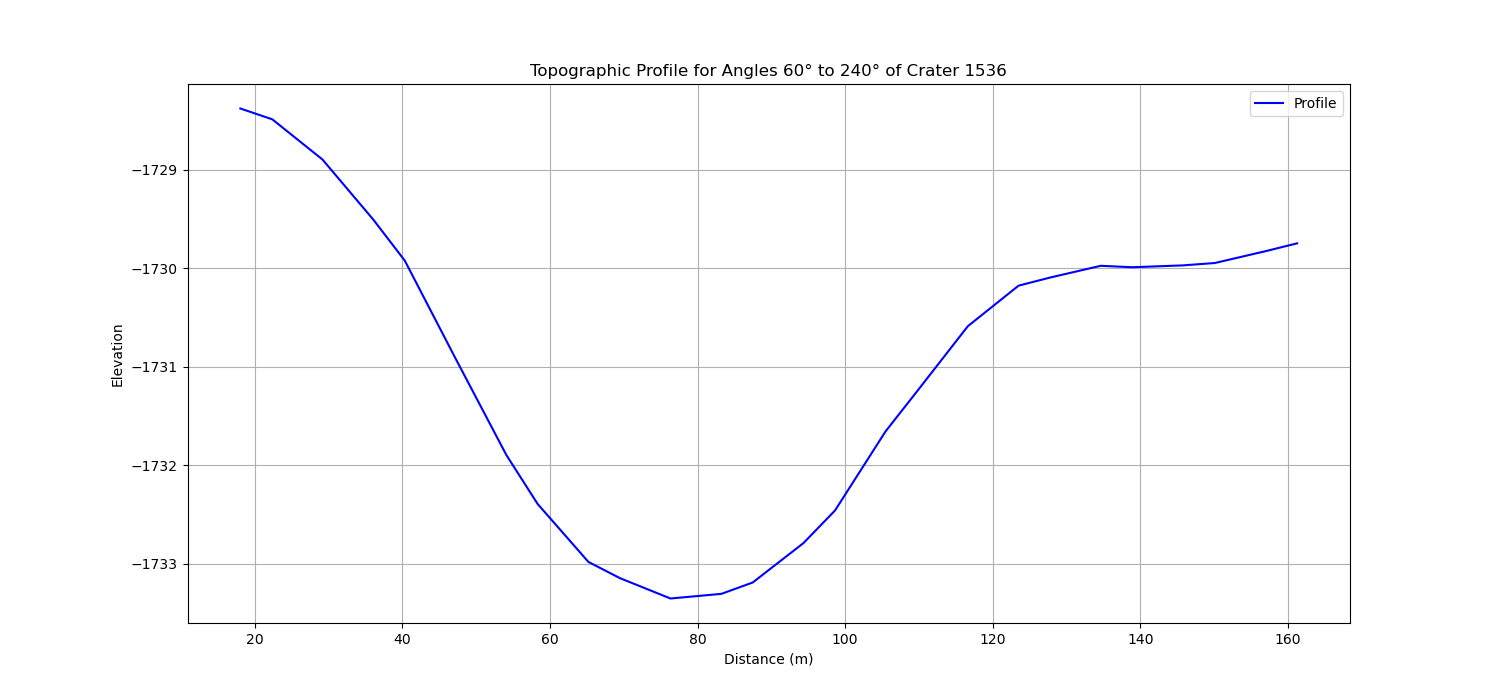 Topographic Profile for Angles 60° to 240° of Crater 1536
Profile
−1729
−1730
−1731
−1732
−1733
Elevation
20 40 60 80 100 120 140 160
Distance (m)